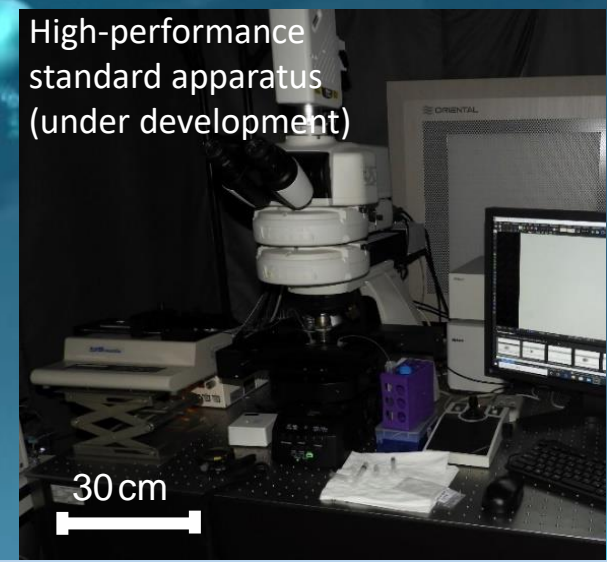 High-performance
standard apparatus
(under development)
ORIENTAL
30 cm